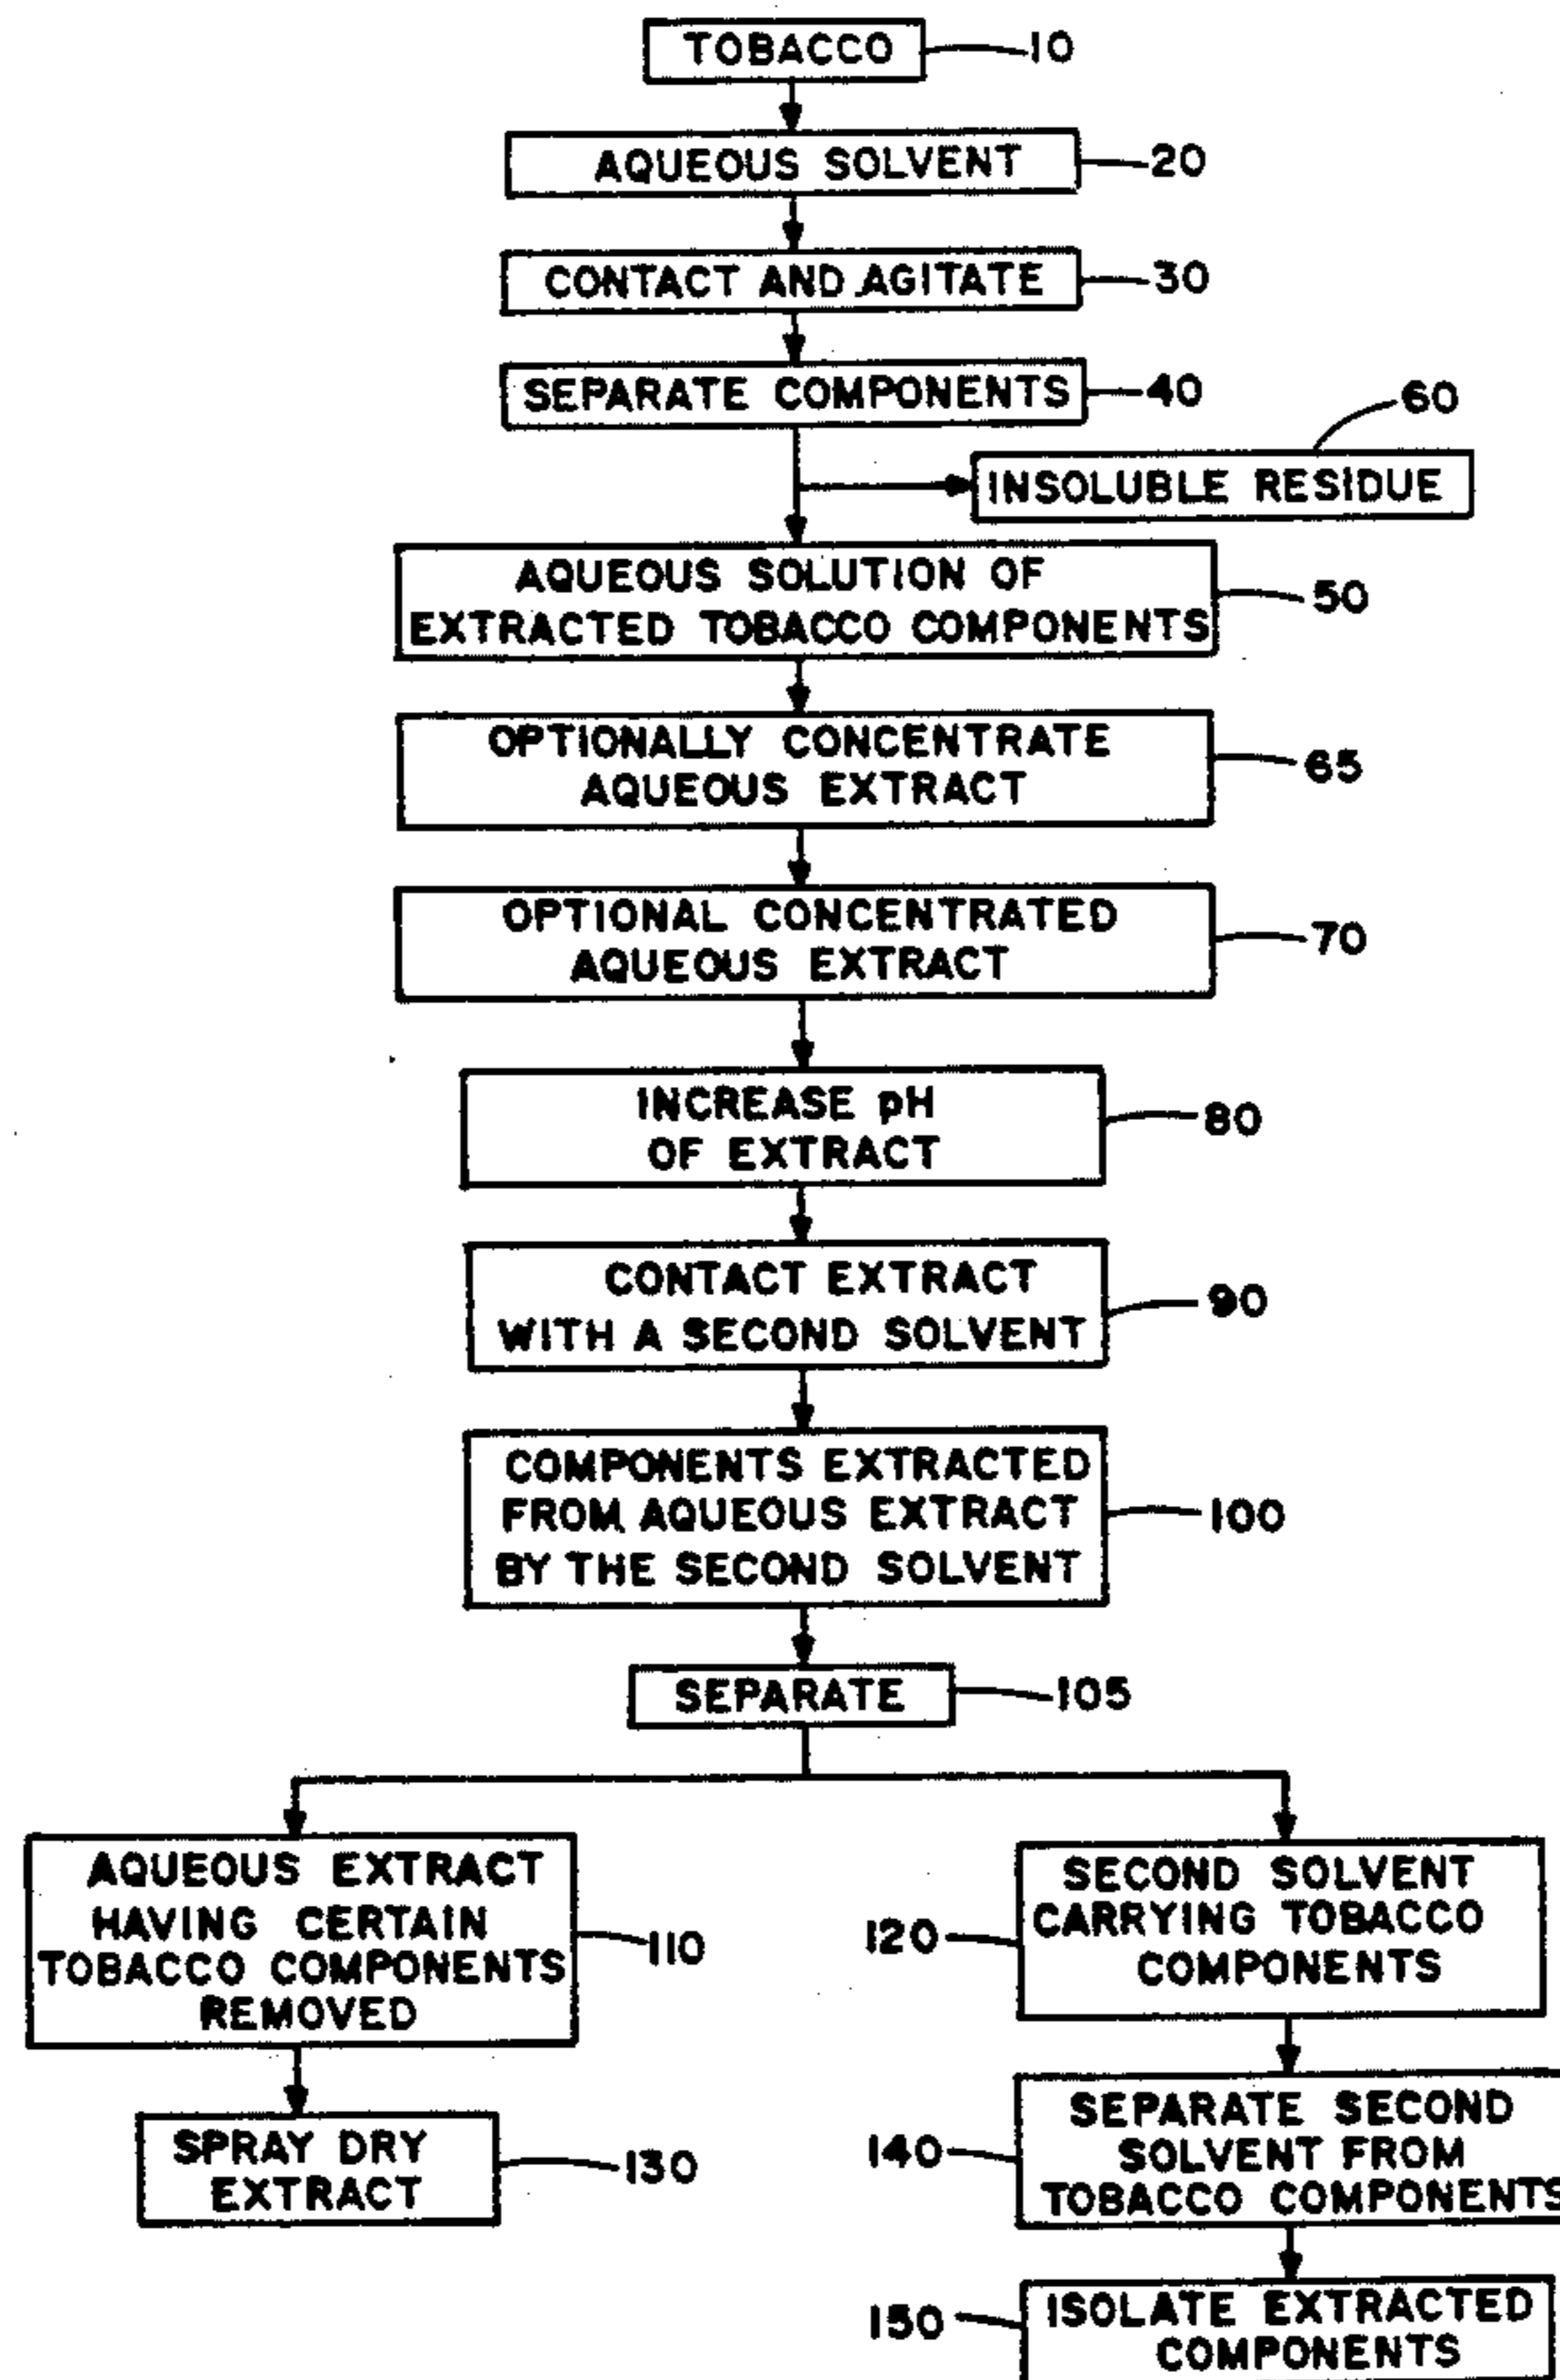 TOBACCO
10
AQUEOUS SOLVENT
20
CONTACT AND AGITATE
30
SEPARATE COMPONENTS
40
60
INSOLUBLE RESIDUE
AQUEOUS SOLUTION OF
EXTRACTED TOBACCO COMPONENTS
50
OPTIONALLY CONCENTRATE
AQUEOUS EXTRACT
65
OPTIONAL CONCENTRATED
AQUEOUS EXTRACT
70
INCREASE pH
OF EXTRACT
80
CONTACT EXTRACT
WITH A SECOND SOLVENT
90
COMPONENTS EXTRACTED
FROM AQUEOUS EXTRACT
BY THE SECOND SOLVENT
100
SEPARATE
105
AQUEOUS EXTRACT
HAVING CERTAIN
TOBACCO COMPONENTS
REMOVED
110
120
SECOND SOLVENT
CARRYING TOBACCO
COMPONENTS
SPRAY DRY
EXTRACT
130
140
SEPARATE SECOND
SOLVENT FROM
TOBACCO COMPONENTS
150
ISOLATE EXTRACTED
COMPONENTS